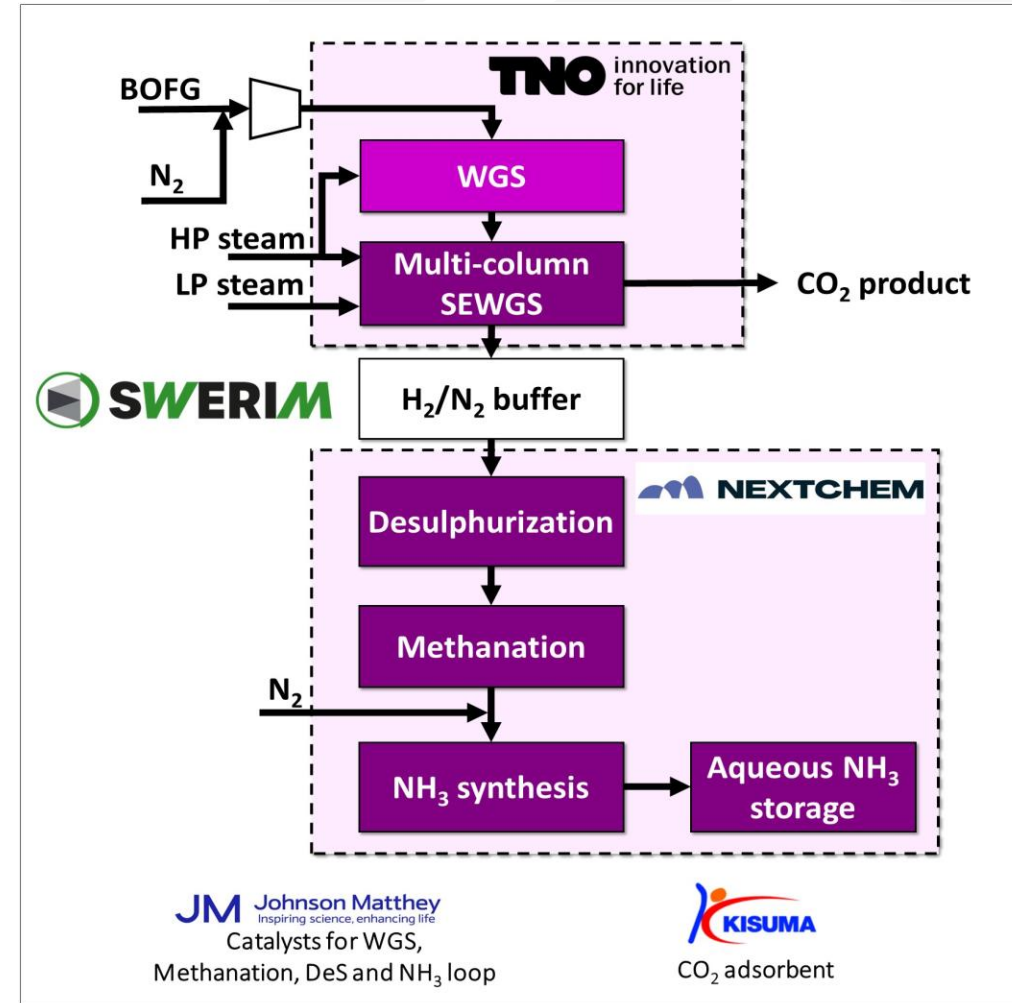 TNO innovation
for life
BOFG
N₂
WGS
HP steam
LP steam
Multi-column
SEWGS
CO₂ product
SWERIM
H₂/N₂ buffer
NEXTCHEM
Desulphurization
Methanation
N₂
NH₃ synthesis
Aqueous NH₃
storage
JM Johnson Matthey
Inspiring science, enhancing life
Catalysts for WGS,
Methanation, DeS and NH₃ loop
KISUMA
CO₂ adsorbent